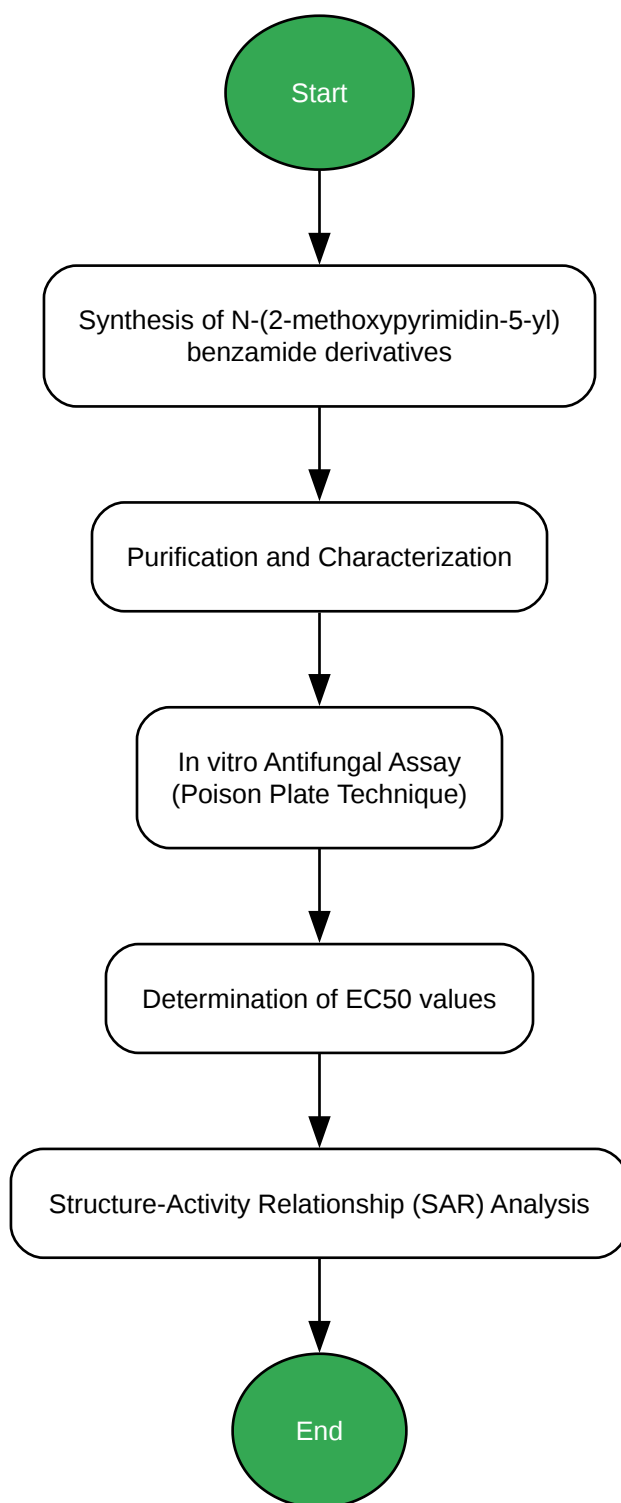 Start
Synthesis of N-(2-methoxypyrimidin-5-yl)
benzamide derivatives
Purification and Characterization
In vitro Antifungal Assay
(Poison Plate Technique)
Determination of EC50 values
Structure-Activity Relationship (SAR) Analysis
End